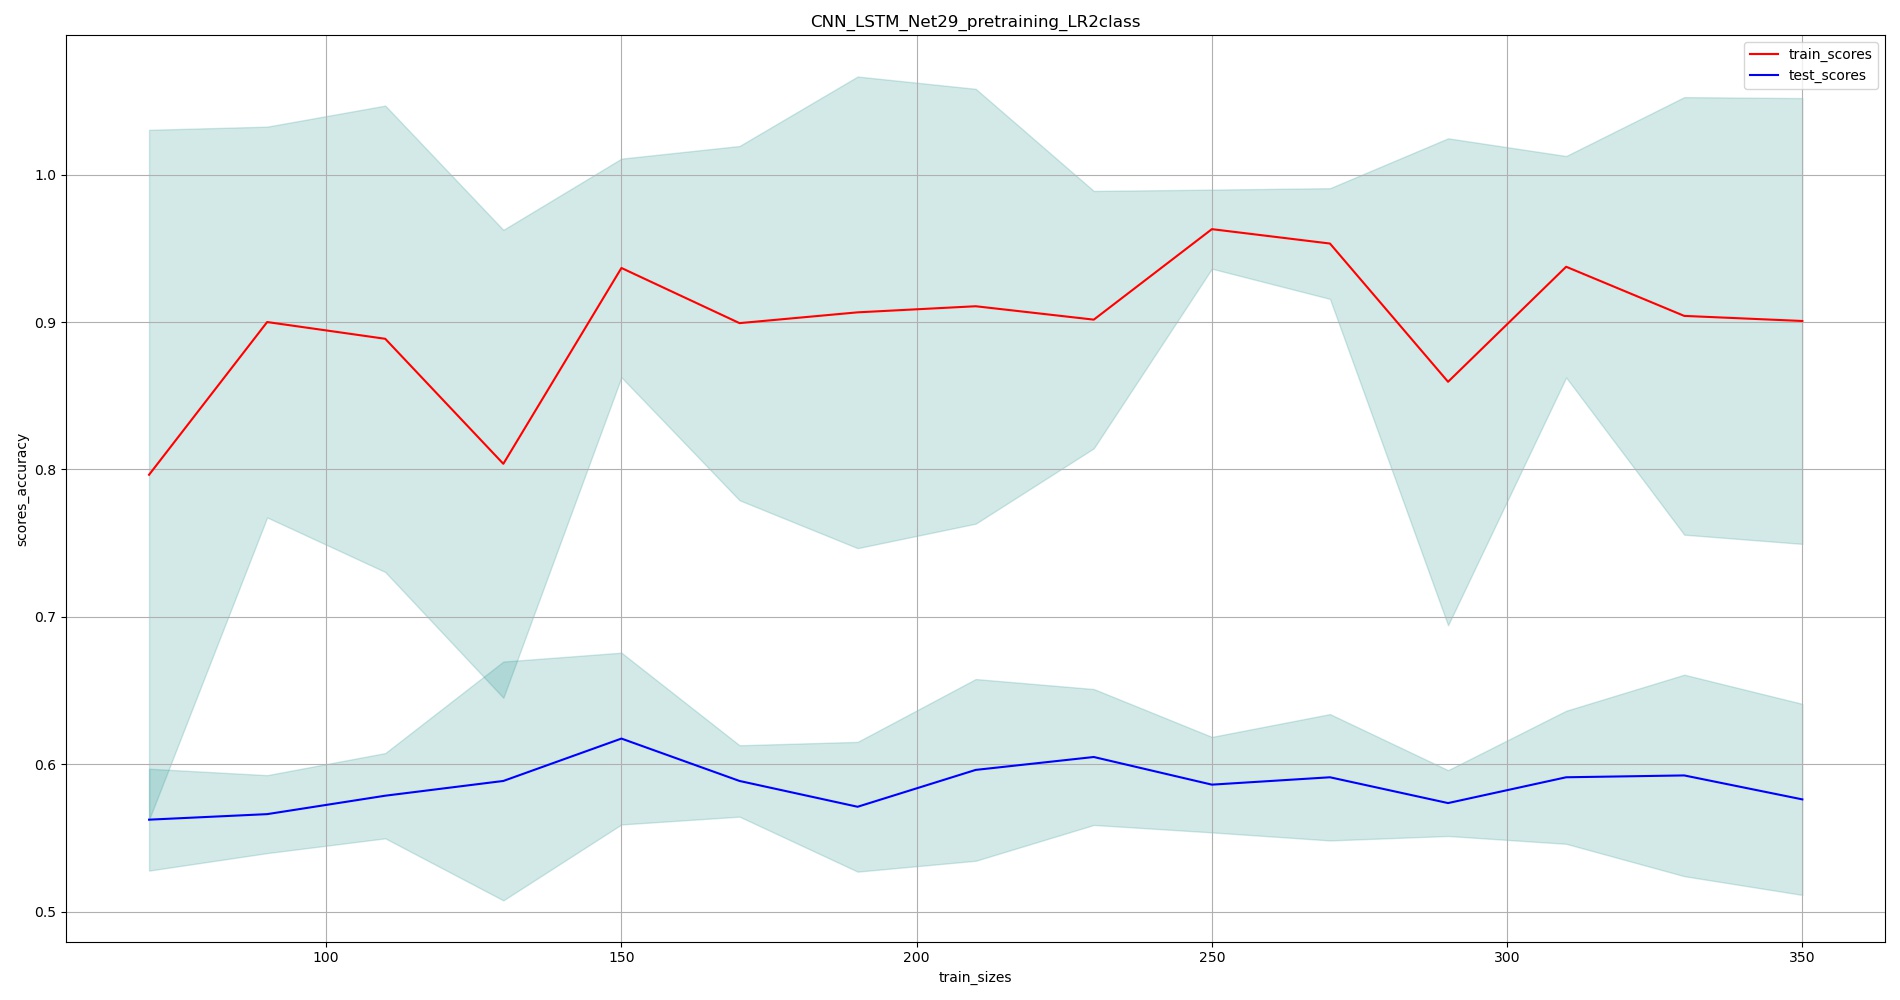 CNN_LSTM_Net29_pretraining_LR2class
train_scores
test_scores
scores_accuracy
1.0
0.9
0.8
0.7
0.6
0.5
100 150 200 250 300 350
train_sizes